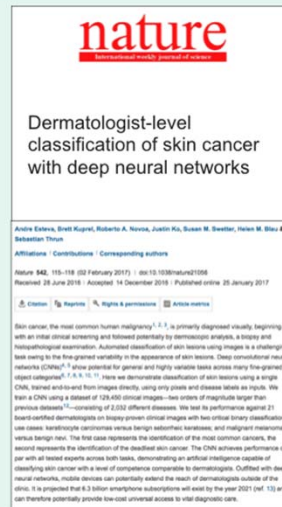 nature
International weekly journal of science
Dermatologist-level
classification of skin cancer
with deep neural networks
Andre Esteva, Brett Kuprel, Roberto A. Novoa, Justin Ko, Susan M. Swetter, Helen M. Blau &
Sebastian Thrun
Affiliations | Contributions | Corresponding authors
Nature 542, 115–118 (02 February 2017) | doi:10.1038/nature21056
Received 28 June 2016 | Accepted 14 December 2016 | Published online 25 January 2017
Citation Reprints Rights & permissions Article metrics
Skin cancer, the most common human malignancy1, 2, 3, is primarily diagnosed visually, beginning
with an initial clinical screening and followed potentially by dermoscopic analysis, a biopsy and
histopathological examination. Automated classification of skin lesions using images is a challenging
task owing to the fine-grained variability in the appearance of skin lesions. Deep convolutional neural
networks (CNNs)4, 5 show potential for general and highly variable tasks across many fine-grained
object categories6, 7, 8, 9, 10, 11. Here we demonstrate classification of skin lesions using a single
CNN, trained end-to-end from images directly, using only pixels and disease labels as inputs. We
train a CNN using a dataset of 129,450 clinical images—two orders of magnitude larger than
previous datasets12—consisting of 2,032 different diseases. We test its performance against 21
board-certified dermatologists on biopsy-proven clinical images with two critical binary classification
use cases: keratinocyte carcinomas versus benign seborrheic keratoses; and malignant melanomas
versus benign nevi. The first case represents the identification of the most common cancers, the
second represents the identification of the deadliest skin cancer. The CNN achieves performance on
par with all tested experts across both tasks, demonstrating an artificial intelligence capable of
classifying skin cancer with a level of competence comparable to dermatologists. Outfitted with deep
neural networks, mobile devices can potentially extend the reach of dermatologists outside of the
clinic. It is projected that 6.3 billion smartphone subscriptions will exist by the year 2021 (ref. 13) and
can therefore potentially provide low-cost universal access to vital diagnostic care.